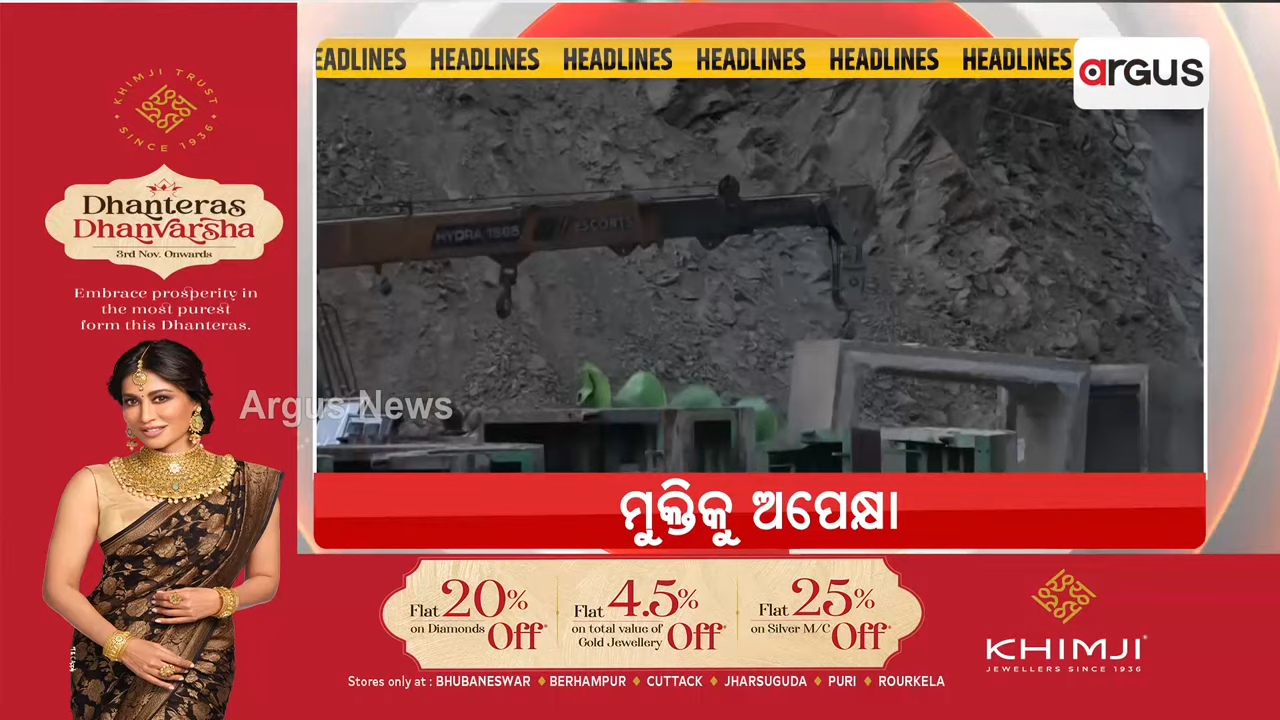 KHIMJI TRUST
SINCE 1936
Dhanteras
Dhanvarsha
3rd Nov. Onwards
Embrace prosperity in
the most purest
form this Dhanteras.
EADLINES HEADLINES HEADLINES HEADLINES HEADLINES HEADLINES
argus
HYDRA
ESCORTS
Argus News
ମୁକ୍ତିକୁ ଅପେକ୍ଷା
Flat 20% Off*
on Diamonds
Flat 4.5% Off*
on total value of
Gold Jewellery
Flat 25% Off*
on Silver M/C
KHIMJI
JEWELLERS SINCE 1936
Stores only at : BHUBANESWAR ◆ BERHAMPUR ◆ CUTTACK ◆ JHARSUGUDA ◆ PURI ◆ ROURKELA